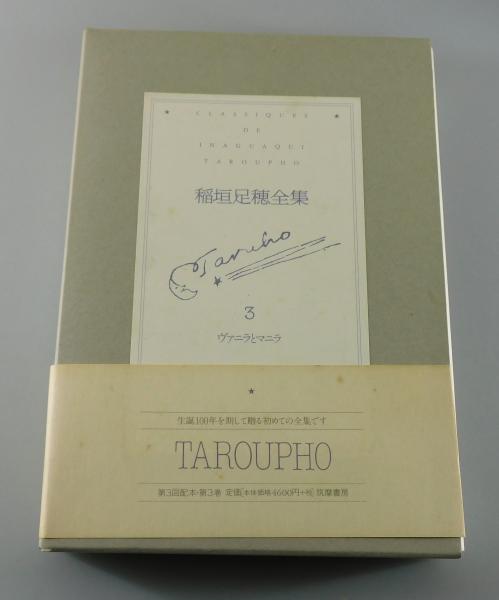 ★ CLASSIQUES ★
DE
INAGUAQUI
TAROUPHO
稲垣足穂全集
Taruho
★
3
ヴァニラとマニラ
★
生誕100年を期して贈る初めての全集です
TAROUPHO
第3回配本・第3巻 定価[本体価格4600円+税] 筑摩書房